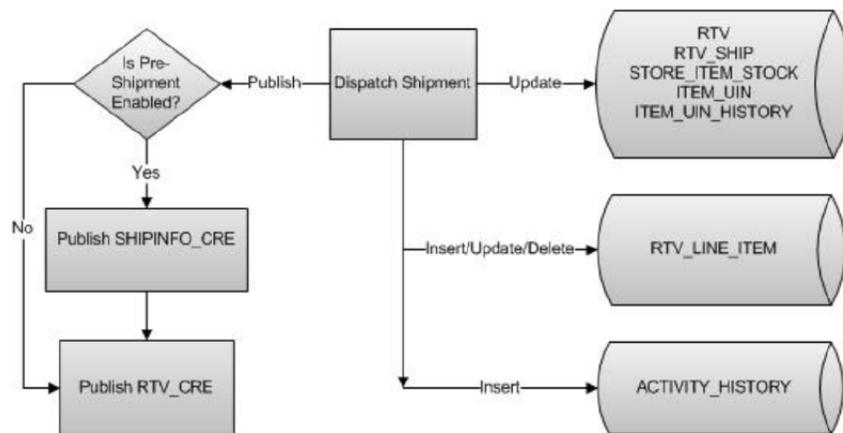 Is Pre-
Shipment
Enabled?
Publish
Dispatch Shipment
Update
RTV
RTV_SHIP
STORE_ITEM_STOCK
ITEM_UIN
ITEM_UIN_HISTORY
Yes
No
Publish SHIPINFO_CRE
Insert/Update/Delete
RTV_LINE_ITEM
Publish RTV_CRE
Insert
ACTIVITY_HISTORY